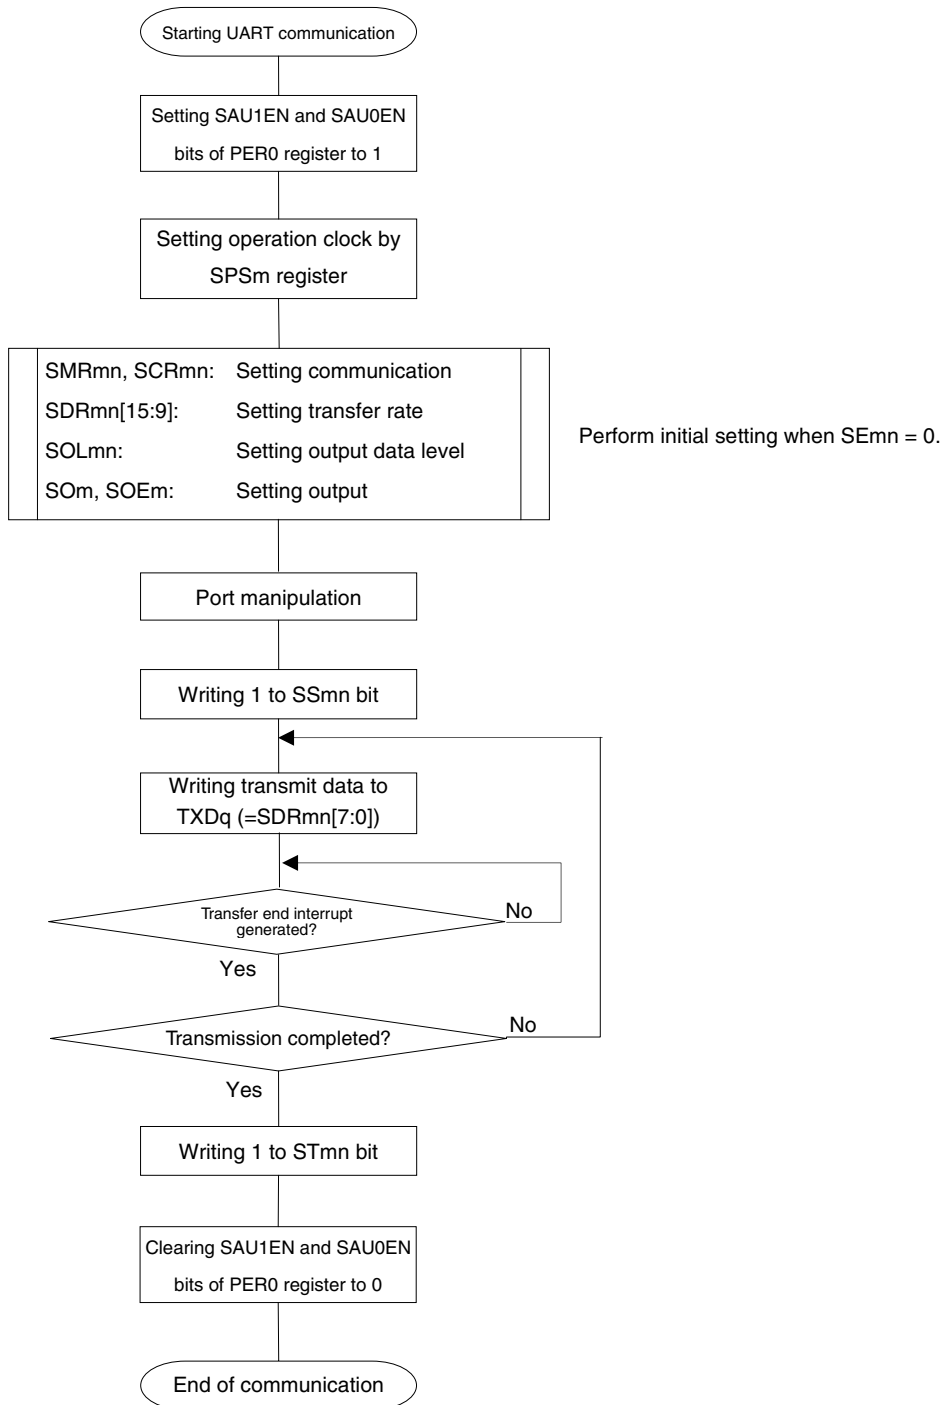 Starting UART communication
Setting SAU1EN and SAU0EN
bits of PER0 register to 1
Setting operation clock by
SPSm register
SMRmn, SCRmn: Setting communication
SDRmn[15:9]: Setting transfer rate
SOLmn: Setting output data level
SOm, SOEm: Setting output
Perform initial setting when SEmn = 0.
Port manipulation
Writing 1 to SSmn bit
Writing transmit data to
TXDq (=SDRmn[7:0])
Transfer end interrupt
generated?
No
Yes
Transmission completed?
No
Yes
Writing 1 to STmn bit
Clearing SAU1EN and SAU0EN
bits of PER0 register to 0
End of communication